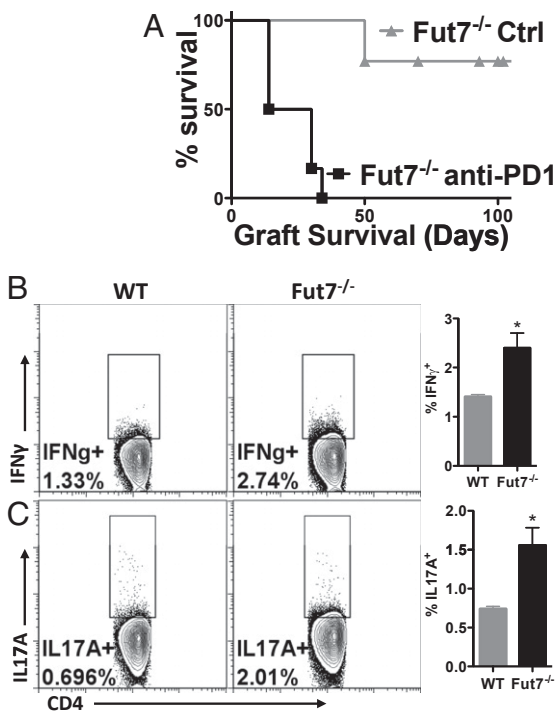 A
100
50
0
% survival
Fut7-/- Ctrl
Fut7-/- anti-PD1
0 50 100
Graft Survival (Days)
B
WT Fut7-/-
IFNγ
IFNg+
1.33%
IFNg+
2.74%
3
2
1
0
% IFNγ+
*
WT Fut7-/-
C
IL17A
IL17A+
0.696%
IL17A+
2.01%
CD4
2.0
1.5
1.0
0.5
0.0
% IL17A+
*
WT Fut7-/-